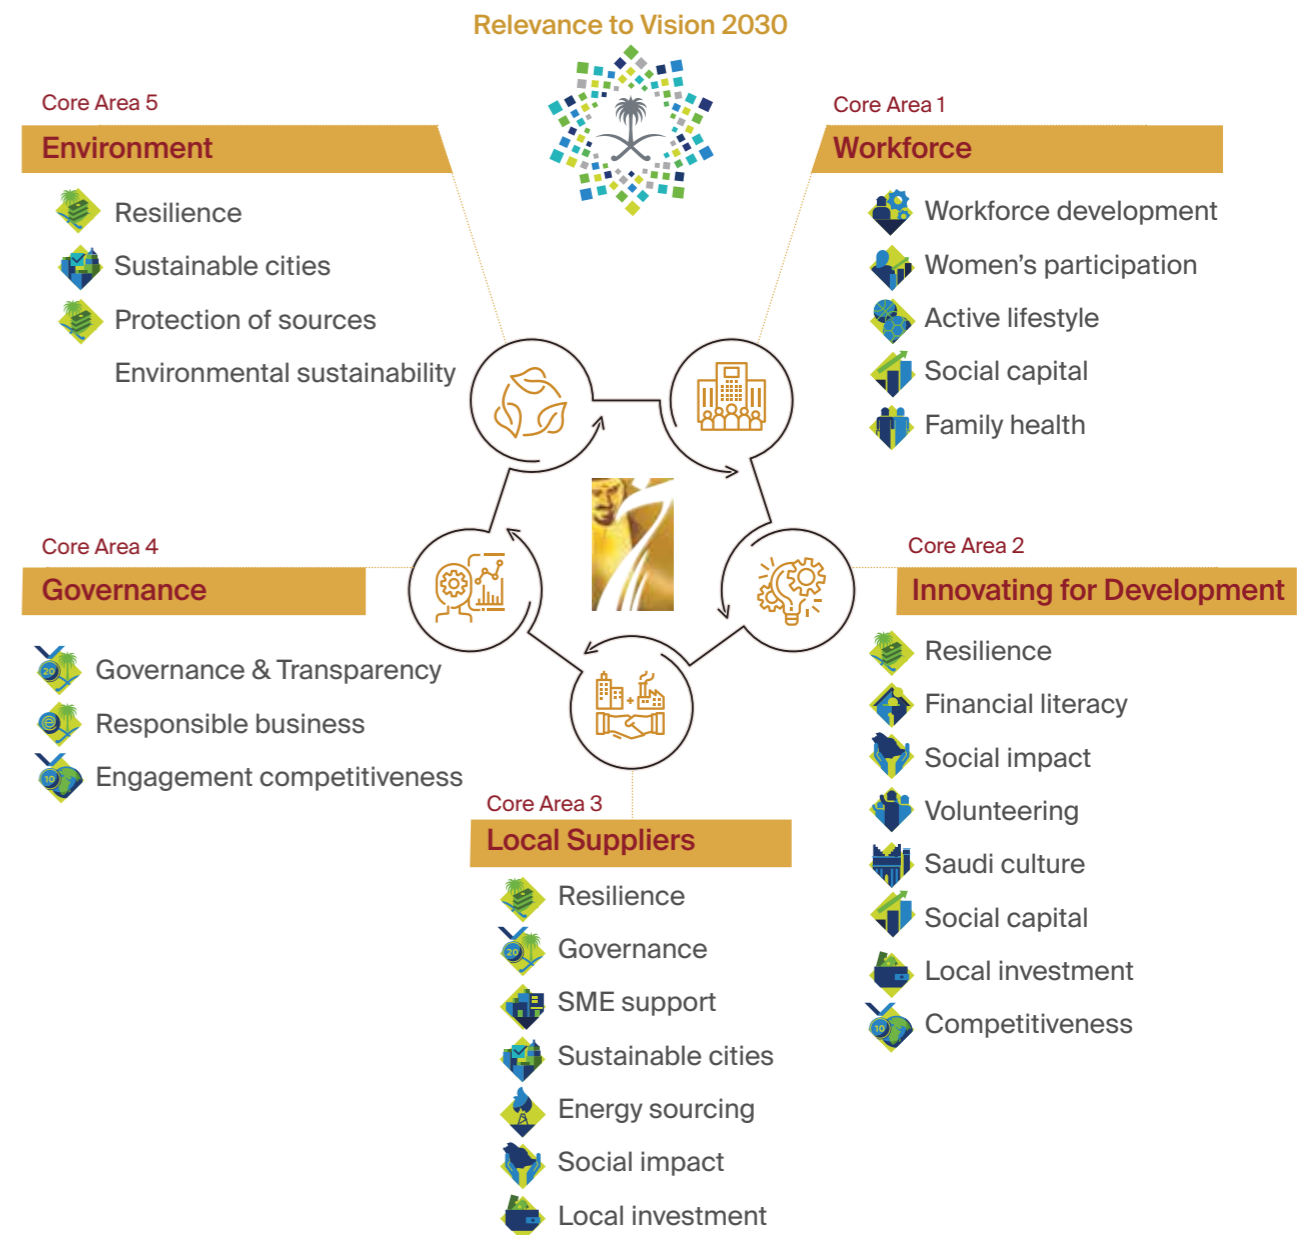 Relevance to Vision 2030
Core Area 5
Environment
Resilience
Sustainable cities
Protection of sources
Environmental sustainability
Core Area 1
Workforce
Workforce development
Women's participation
Active lifestyle
Social capital
Family health
Core Area 4
Governance
20
Governance & Transparency
e
Responsible business
10
Engagement competitiveness
Core Area 2
Innovating for Development
Resilience
Financial literacy
Social impact
Volunteering
Saudi culture
Social capital
Local investment
10
Competitiveness
Core Area 3
Local Suppliers
Resilience
20
Governance
SME support
Sustainable cities
Energy sourcing
Social impact
Local investment